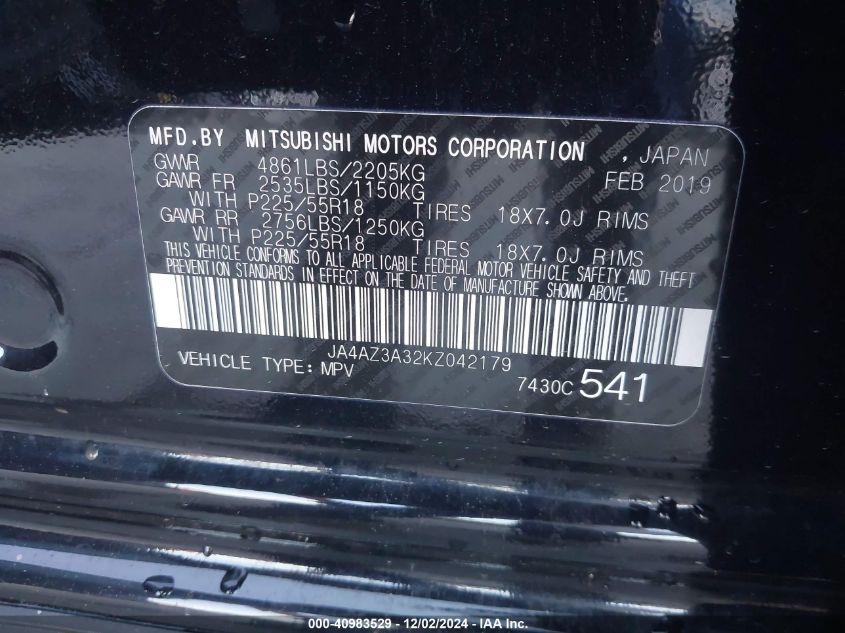 MFD.BY MITSUBISHI MOTORS CORPORATION , JAPAN
GWWR 4861LBS/2205KG FEB 2019
GAWR FR 2535LBS/1150KG
WITH P225/55R18 TIRES 18X7.0J RIMS
GAWR RR 2756LBS/1250KG
WITH P225/55R18 TIRES 18X7.0J RIMS
THIS VEHICLE CONFORMS TO ALL APPLICABLE FEDERAL MOTOR VEHICLE SAFETY AND THEFT
PREVENTION STANDARDS IN EFFECT ON THE DATE OF MANUFACTURE SHOWN ABOVE.
JA4AZ3A32KZ042179
VEHICLE TYPE:MPV 7430C 541
000-40983529 - 12/02/2024 - © IAA, Inc.